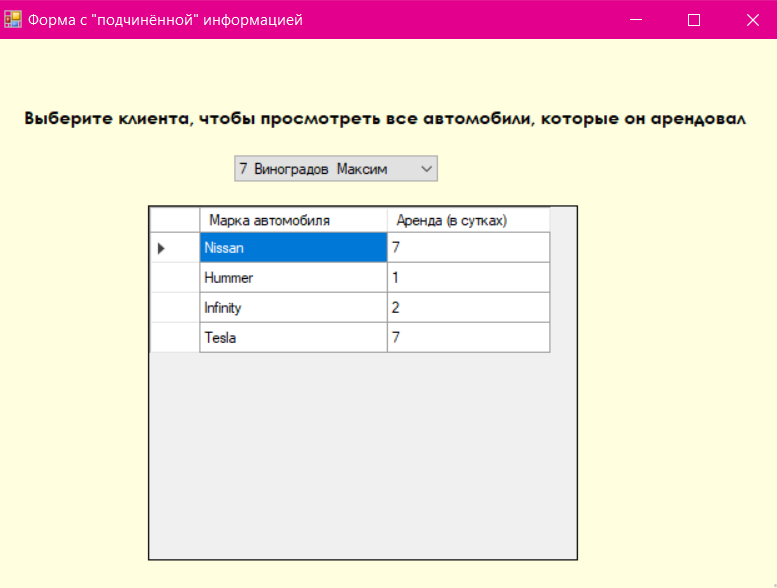 Форма с "подчинённой" информацией
Выберите клиента, чтобы просмотреть все автомобили, которые он арендовал
7 Виноградов Максим
Марка автомобиля Аренда (в сутках)
Nissan 7
Hummer 1
Infinity 2
Tesla 7